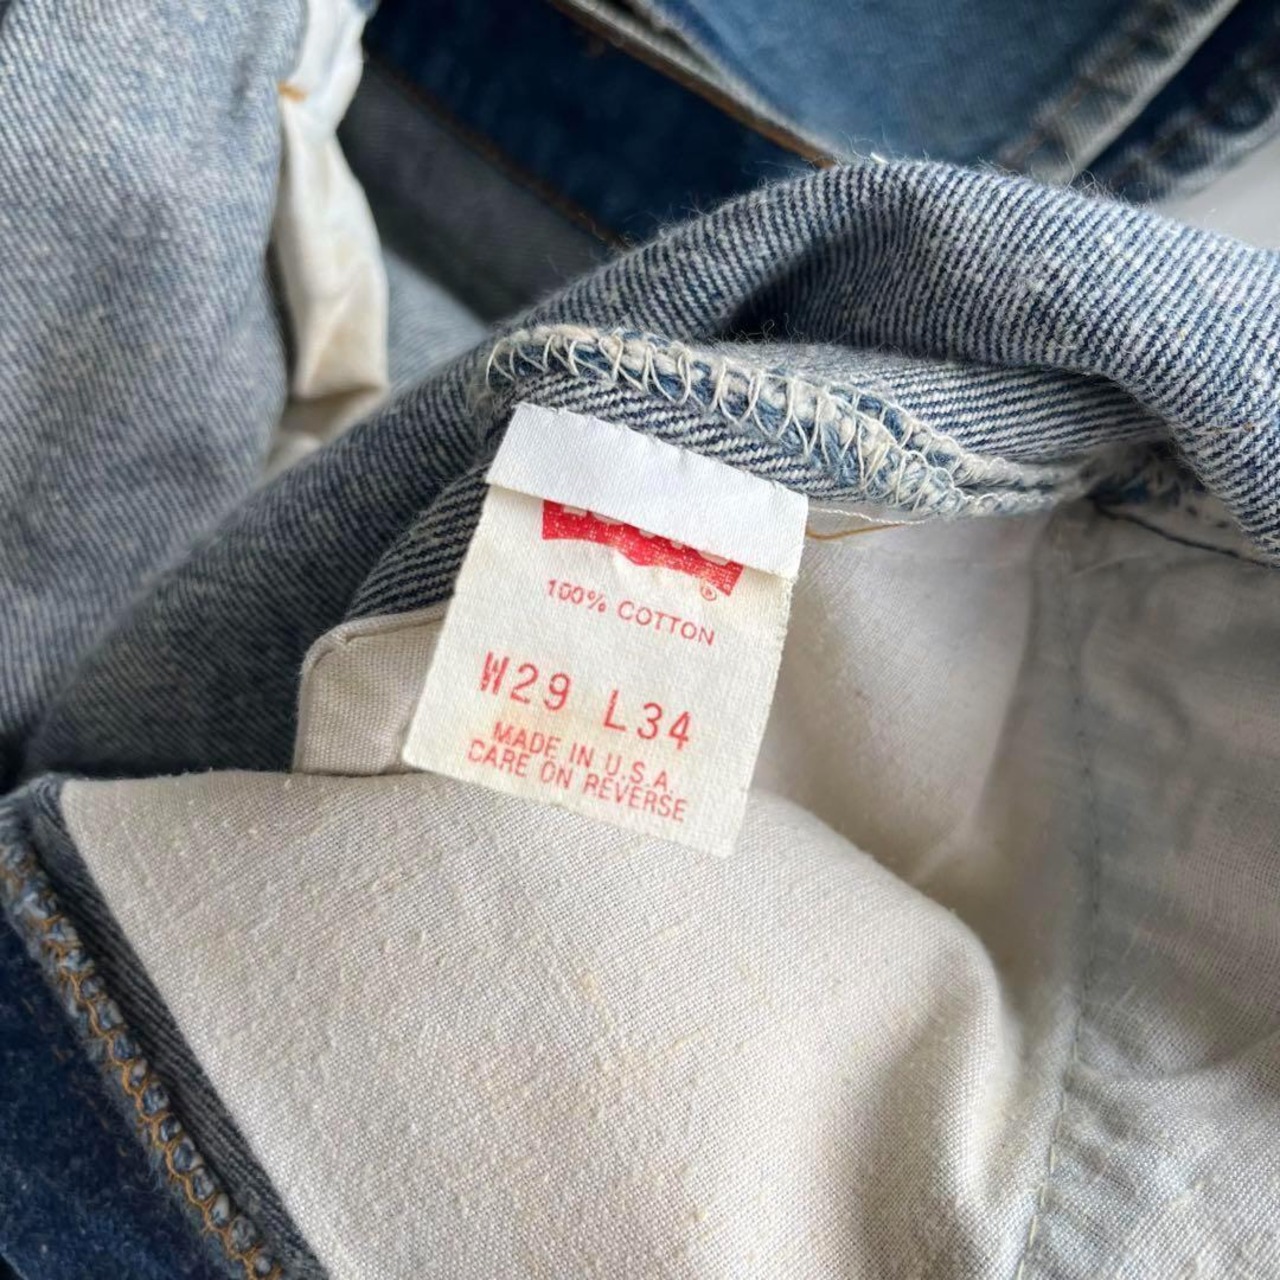 ®
100% COTTON
W29 L34
MADE IN U.S.A.
CARE ON REVERSE